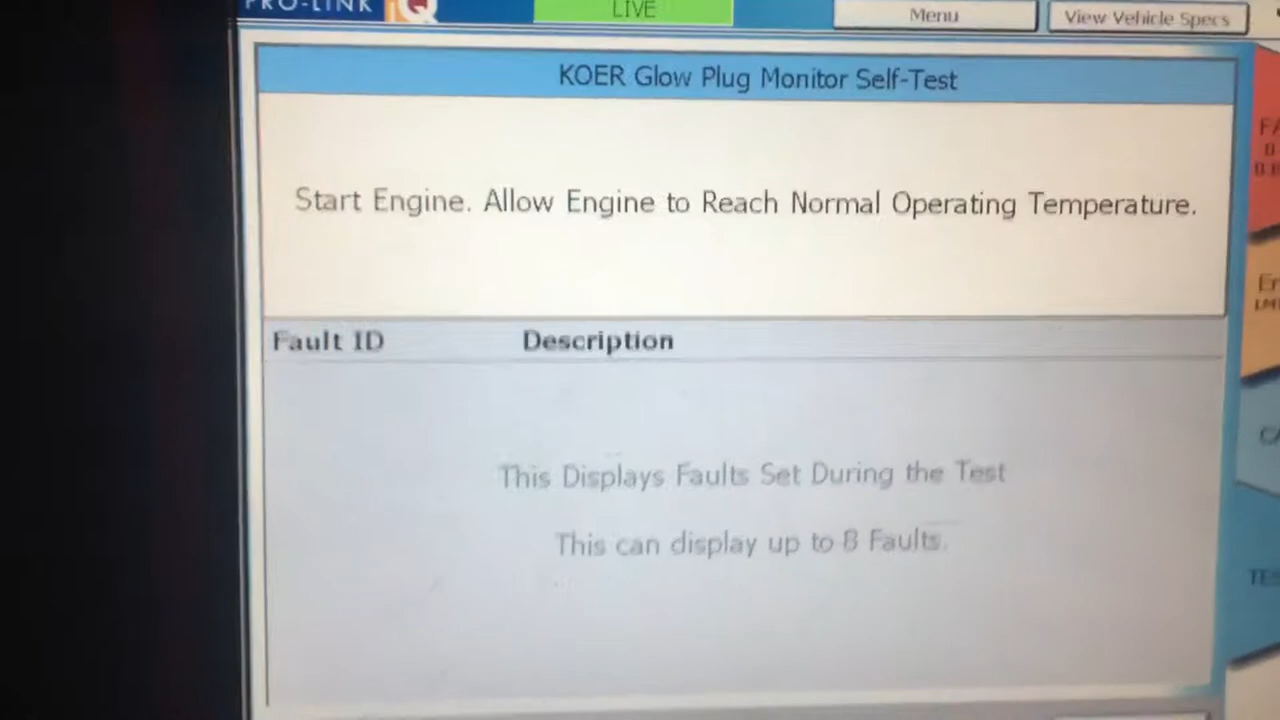 PRO-LINK iQ
LIVE
Menu
View Vehicle Specs
KOER Glow Plug Monitor Self-Test
Start Engine. Allow Engine to Reach Normal Operating Temperature.
Fault ID Description
This Displays Faults Set During the Test
This can display up to 8 Faults.